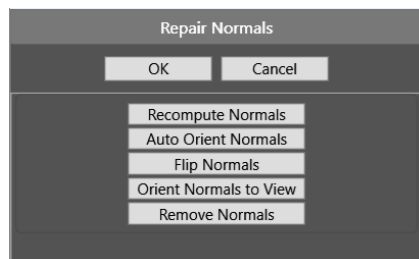 Repair Normals
OK Cancel
Recompute Normals
Auto Orient Normals
Flip Normals
Orient Normals to View
Remove Normals